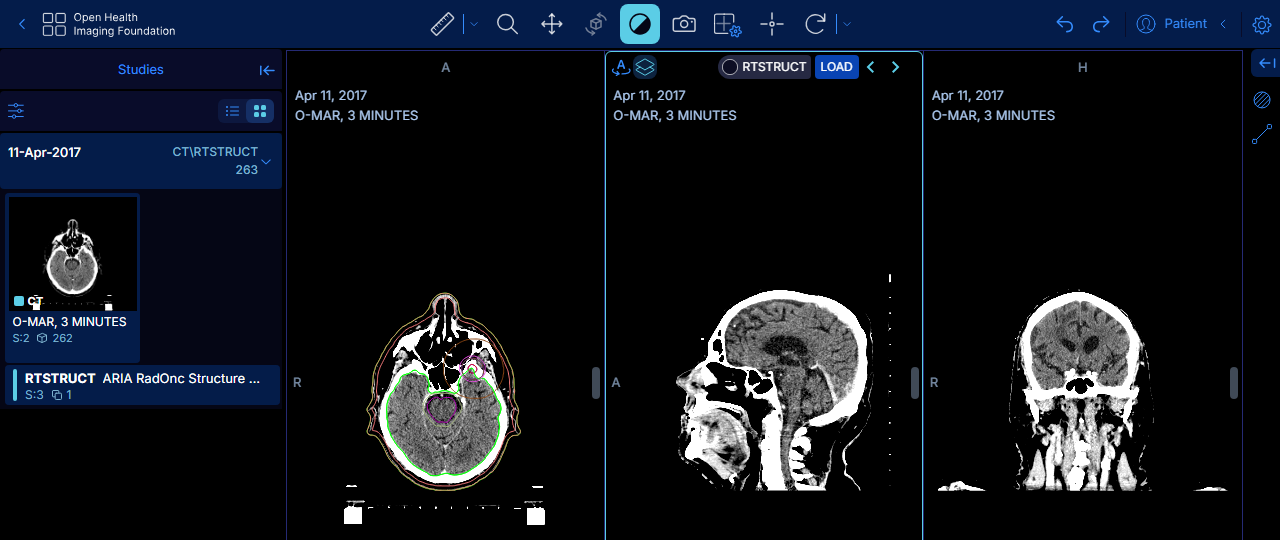 Open Health
Imaging Foundation
Patient
Studies
11-Apr-2017
CT\RTSTRUCT
263
CT
O-MAR, 3 MINUTES
S:2 262
RTSTRUCT ARIA RadOnc Structure ...
S:3 1
A
Apr 11, 2017
O-MAR, 3 MINUTES
R
A
RTSTRUCT LOAD
Apr 11, 2017
O-MAR, 3 MINUTES
A
H
Apr 11, 2017
O-MAR, 3 MINUTES
R